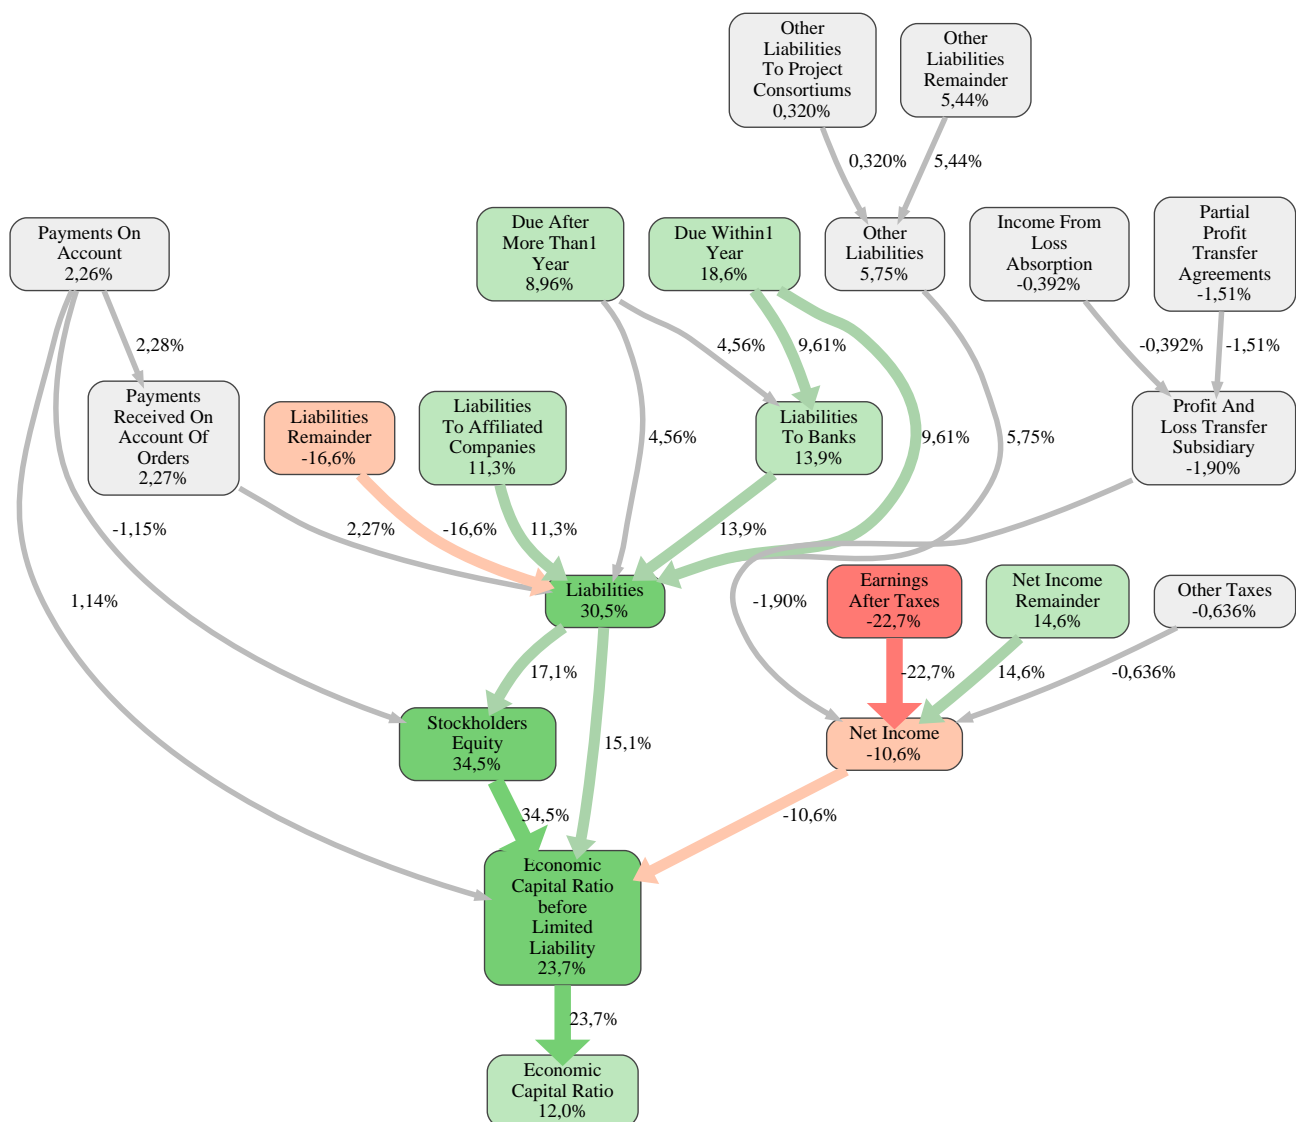 Other
Liabilities
To Project
Consortiums
0,320%
Other
Liabilities
Remainder
5,44%
0,320%
5,44%
Payments On
Account
2,26%
Due After
More Than1
Year
8,96%
Due Within1
Year
18,6%
Other
Liabilities
5,75%
Income From
Loss
Absorption
-0,392%
Partial
Profit
Transfer
Agreements
-1,51%
2,28%
4,56%
9,61%
-0,392%
-1,51%
Payments
Received On
Account Of
Orders
2,27%
Liabilities
Remainder
-16,6%
Liabilities
To Affiliated
Companies
11,3%
4,56%
Liabilities
To Banks
13,9%
9,61%
5,75%
Profit And
Loss Transfer
Subsidiary
-1,90%
-1,15%
2,27%
-16,6%
11,3%
13,9%
1,14%
Liabilities
30,5%
-1,90%
Earnings
After Taxes
-22,7%
Net Income
Remainder
14,6%
Other Taxes
-0,636%
17,1%
-22,7%
14,6%
-0,636%
Stockholders
Equity
34,5%
15,1%
Net Income
-10,6%
34,5%
-10,6%
Economic
Capital Ratio
before
Limited
Liability
23,7%
23,7%
Economic
Capital Ratio
12,0%